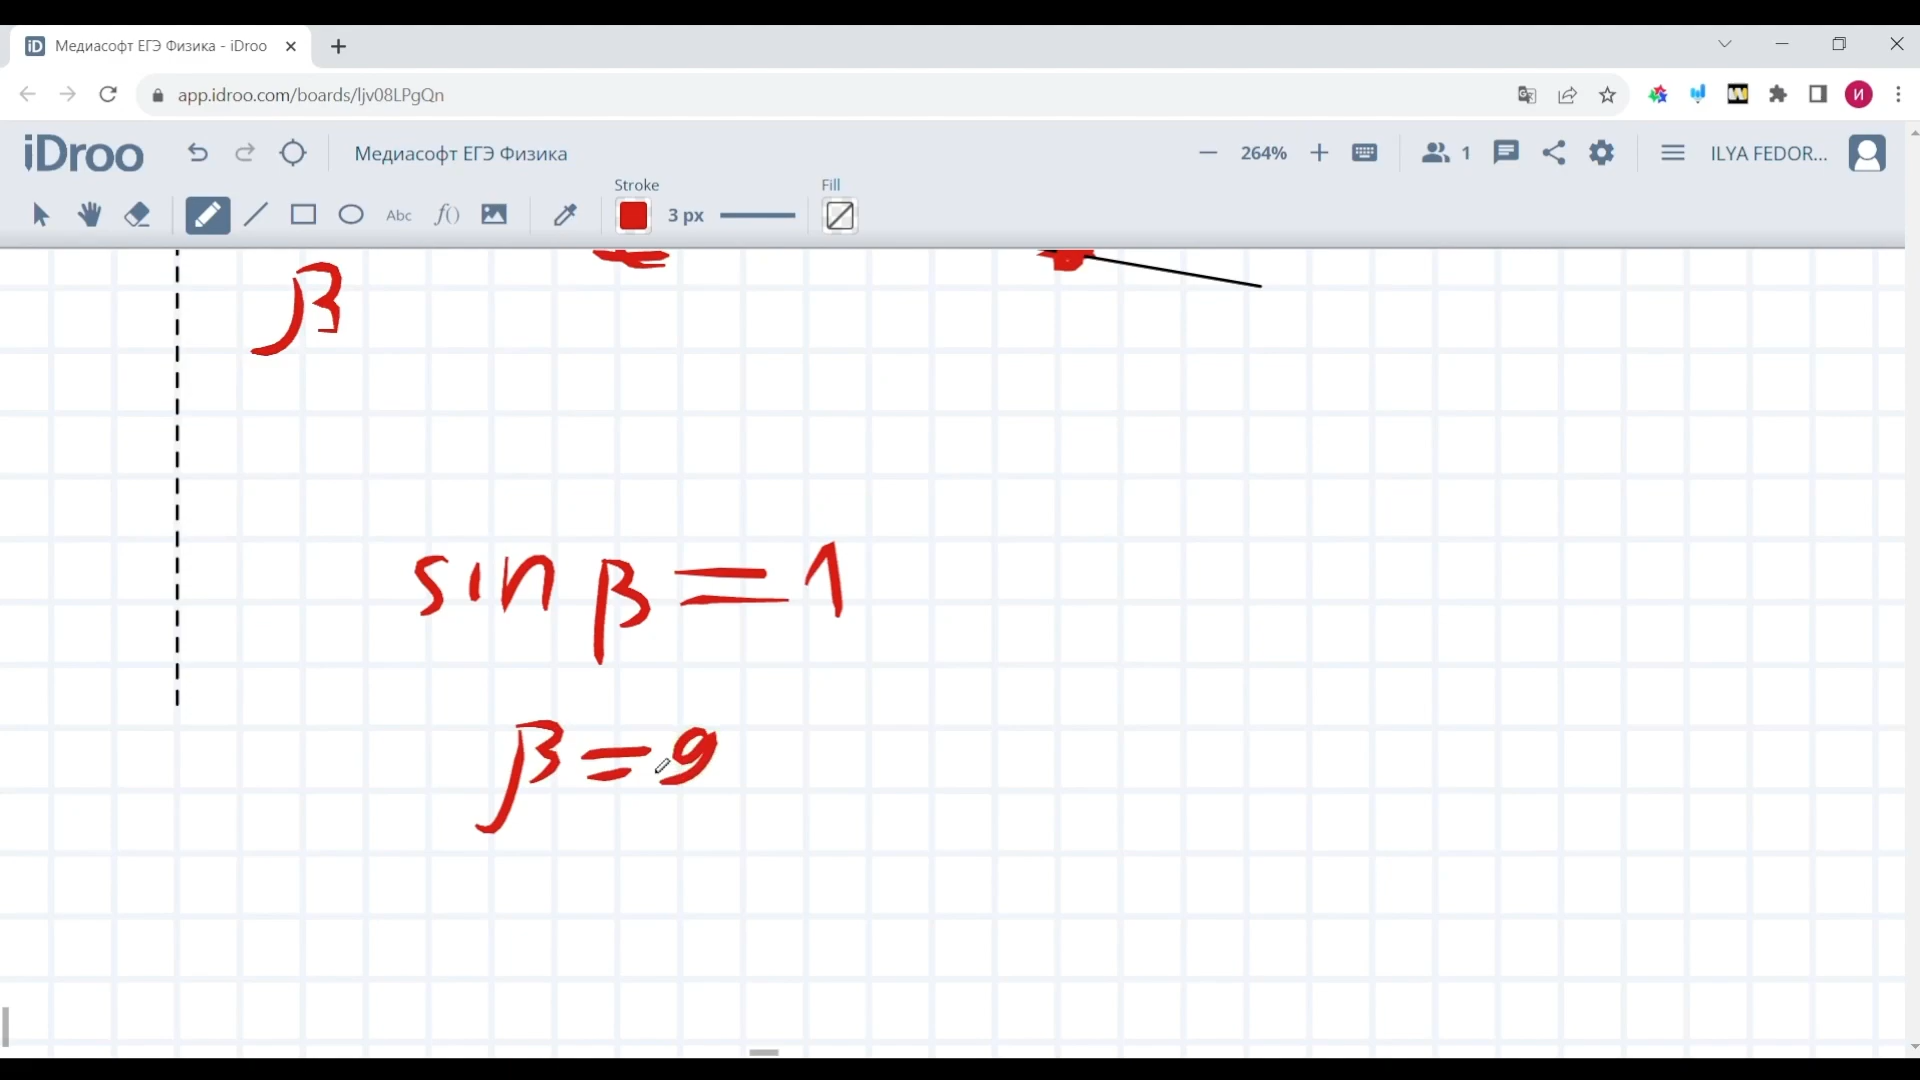 Медиасофт ЕГЭ Физика - iDroo
app.idroo.com/boards/ljv08LPgQn
И
iDroo
Медиасофт ЕГЭ Физика
264%
1
ILYA FEDOR...
Abc
f()
Stroke
3 px
Fill
β
sin β = 1
β = 9